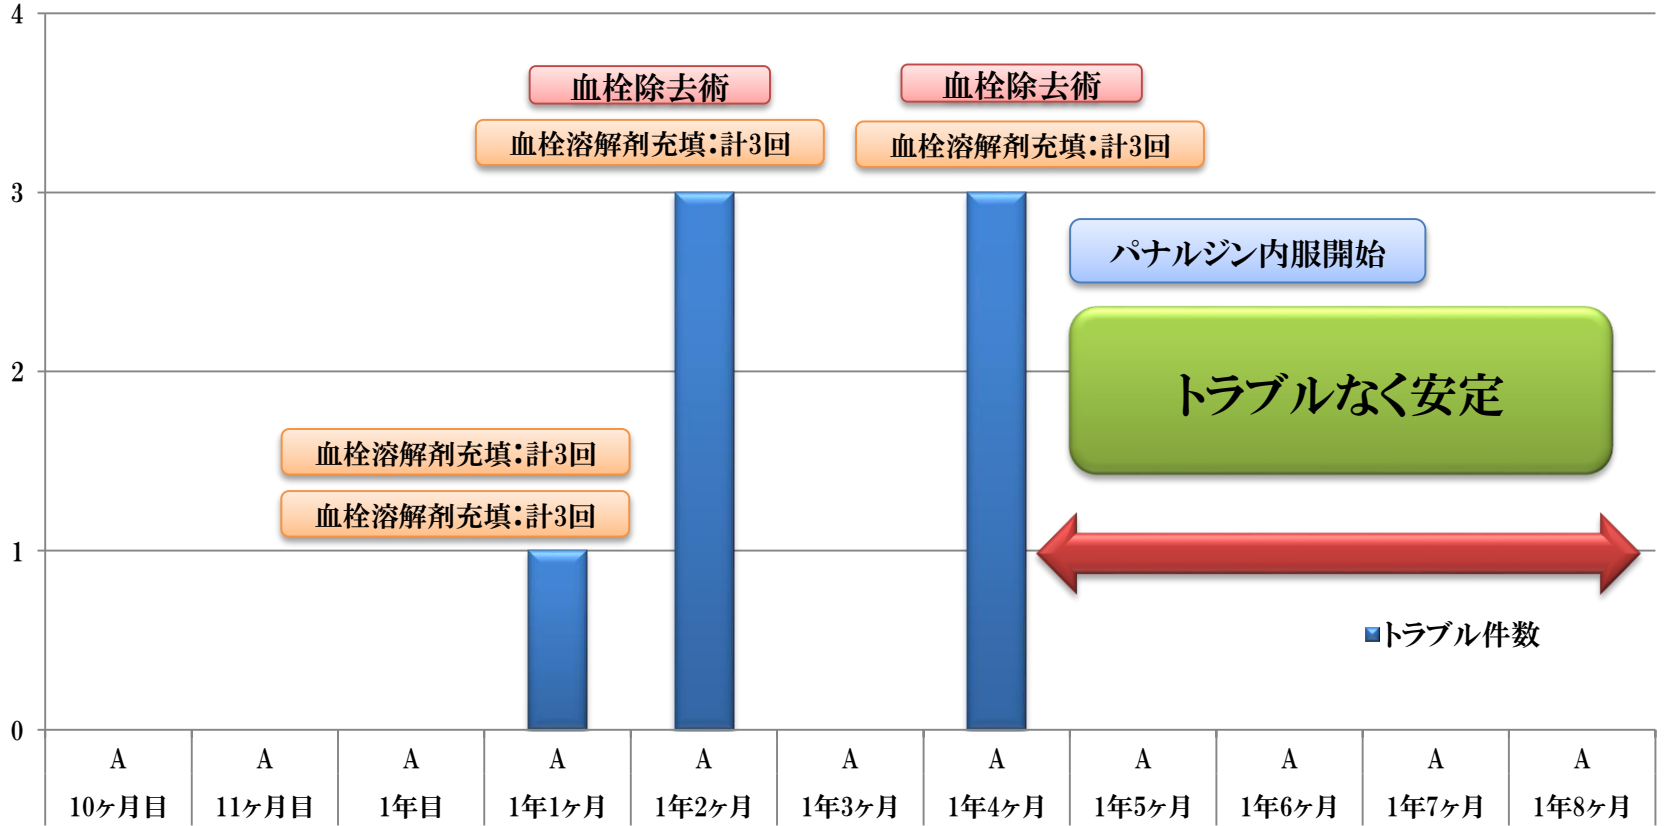 4
血栓除去術
血栓除去術
血栓溶解剤充填：計3回
血栓溶解剤充填：計3回
3
パナルジン内服開始
2
トラブルなく安定
血栓溶解剤充填：計3回
血栓溶解剤充填：計3回
1
トラブル件数
0
A A A A A A A A A A A
10ヶ月目 11ヶ月目 1年目 1年1ヶ月 1年2ヶ月 1年3ヶ月 1年4ヶ月 1年5ヶ月 1年6ヶ月 1年7ヶ月 1年8ヶ月